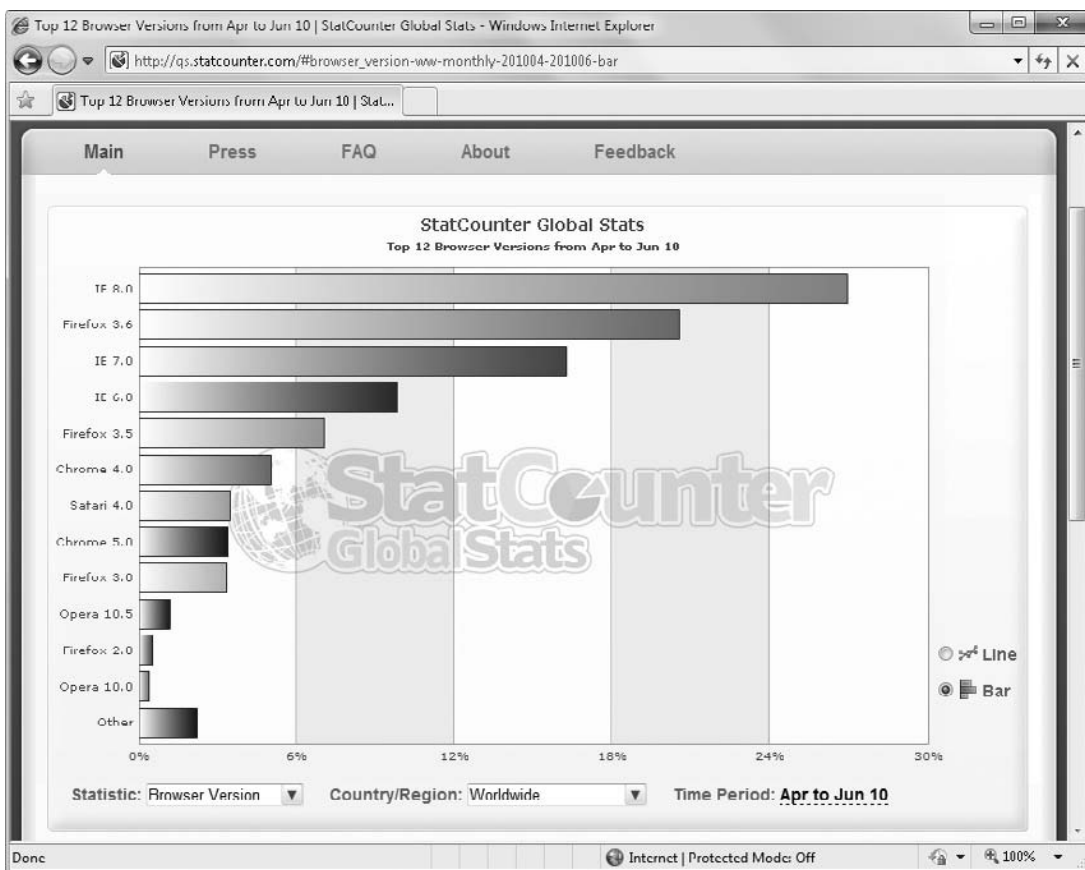 Top 12 Browser Versions from Apr to Jun 10 | StatCounter Global Stats - Windows Internet Explorer
http://gs.statcounter.com/#browser_version-ww-monthly-201004-201006-bar
Top 12 Browser Versions from Apr to Jun 10 | Stat...
Main Press FAQ About Feedback
StatCounter Global Stats
Top 12 Browser Versions from Apr to Jun 10
IE 8.0
Firefox 3.6
IE 7.0
IE 6.0
Firefox 3.5
Chrome 4.0
Safari 4.0
Chrome 5.0
Firefox 3.0
Opera 10.5
Firefox 2.0
Opera 10.0
Other
StatCounter
Global Stats
Line
Bar
0% 6% 12% 18% 24% 30%
Statistic: Browser Version Country/Region: Worldwide Time Period: Apr to Jun 10
Done Internet | Protected Mode: Off 100%